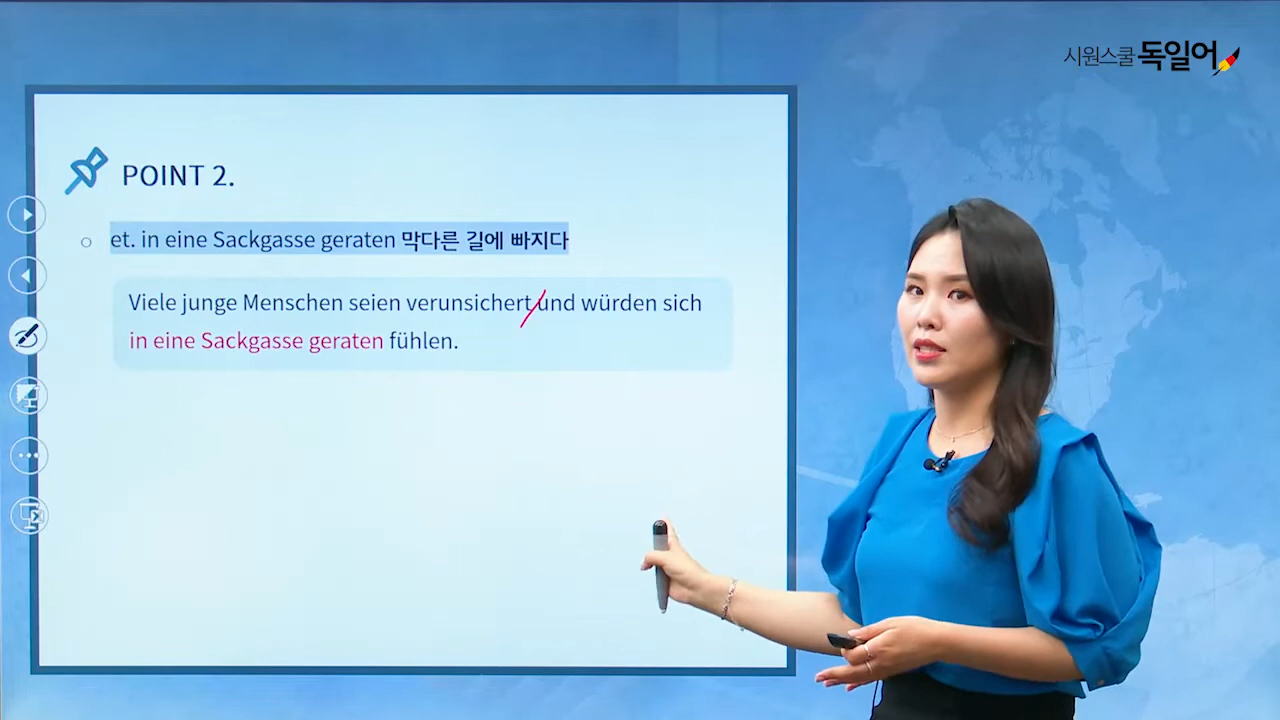 시원스쿨 독일어
POINT 2.
et. in eine Sackgasse geraten 막다른 길에 빠지다
Viele junge Menschen seien verunsichert und würden sich
in eine Sackgasse geraten fühlen.